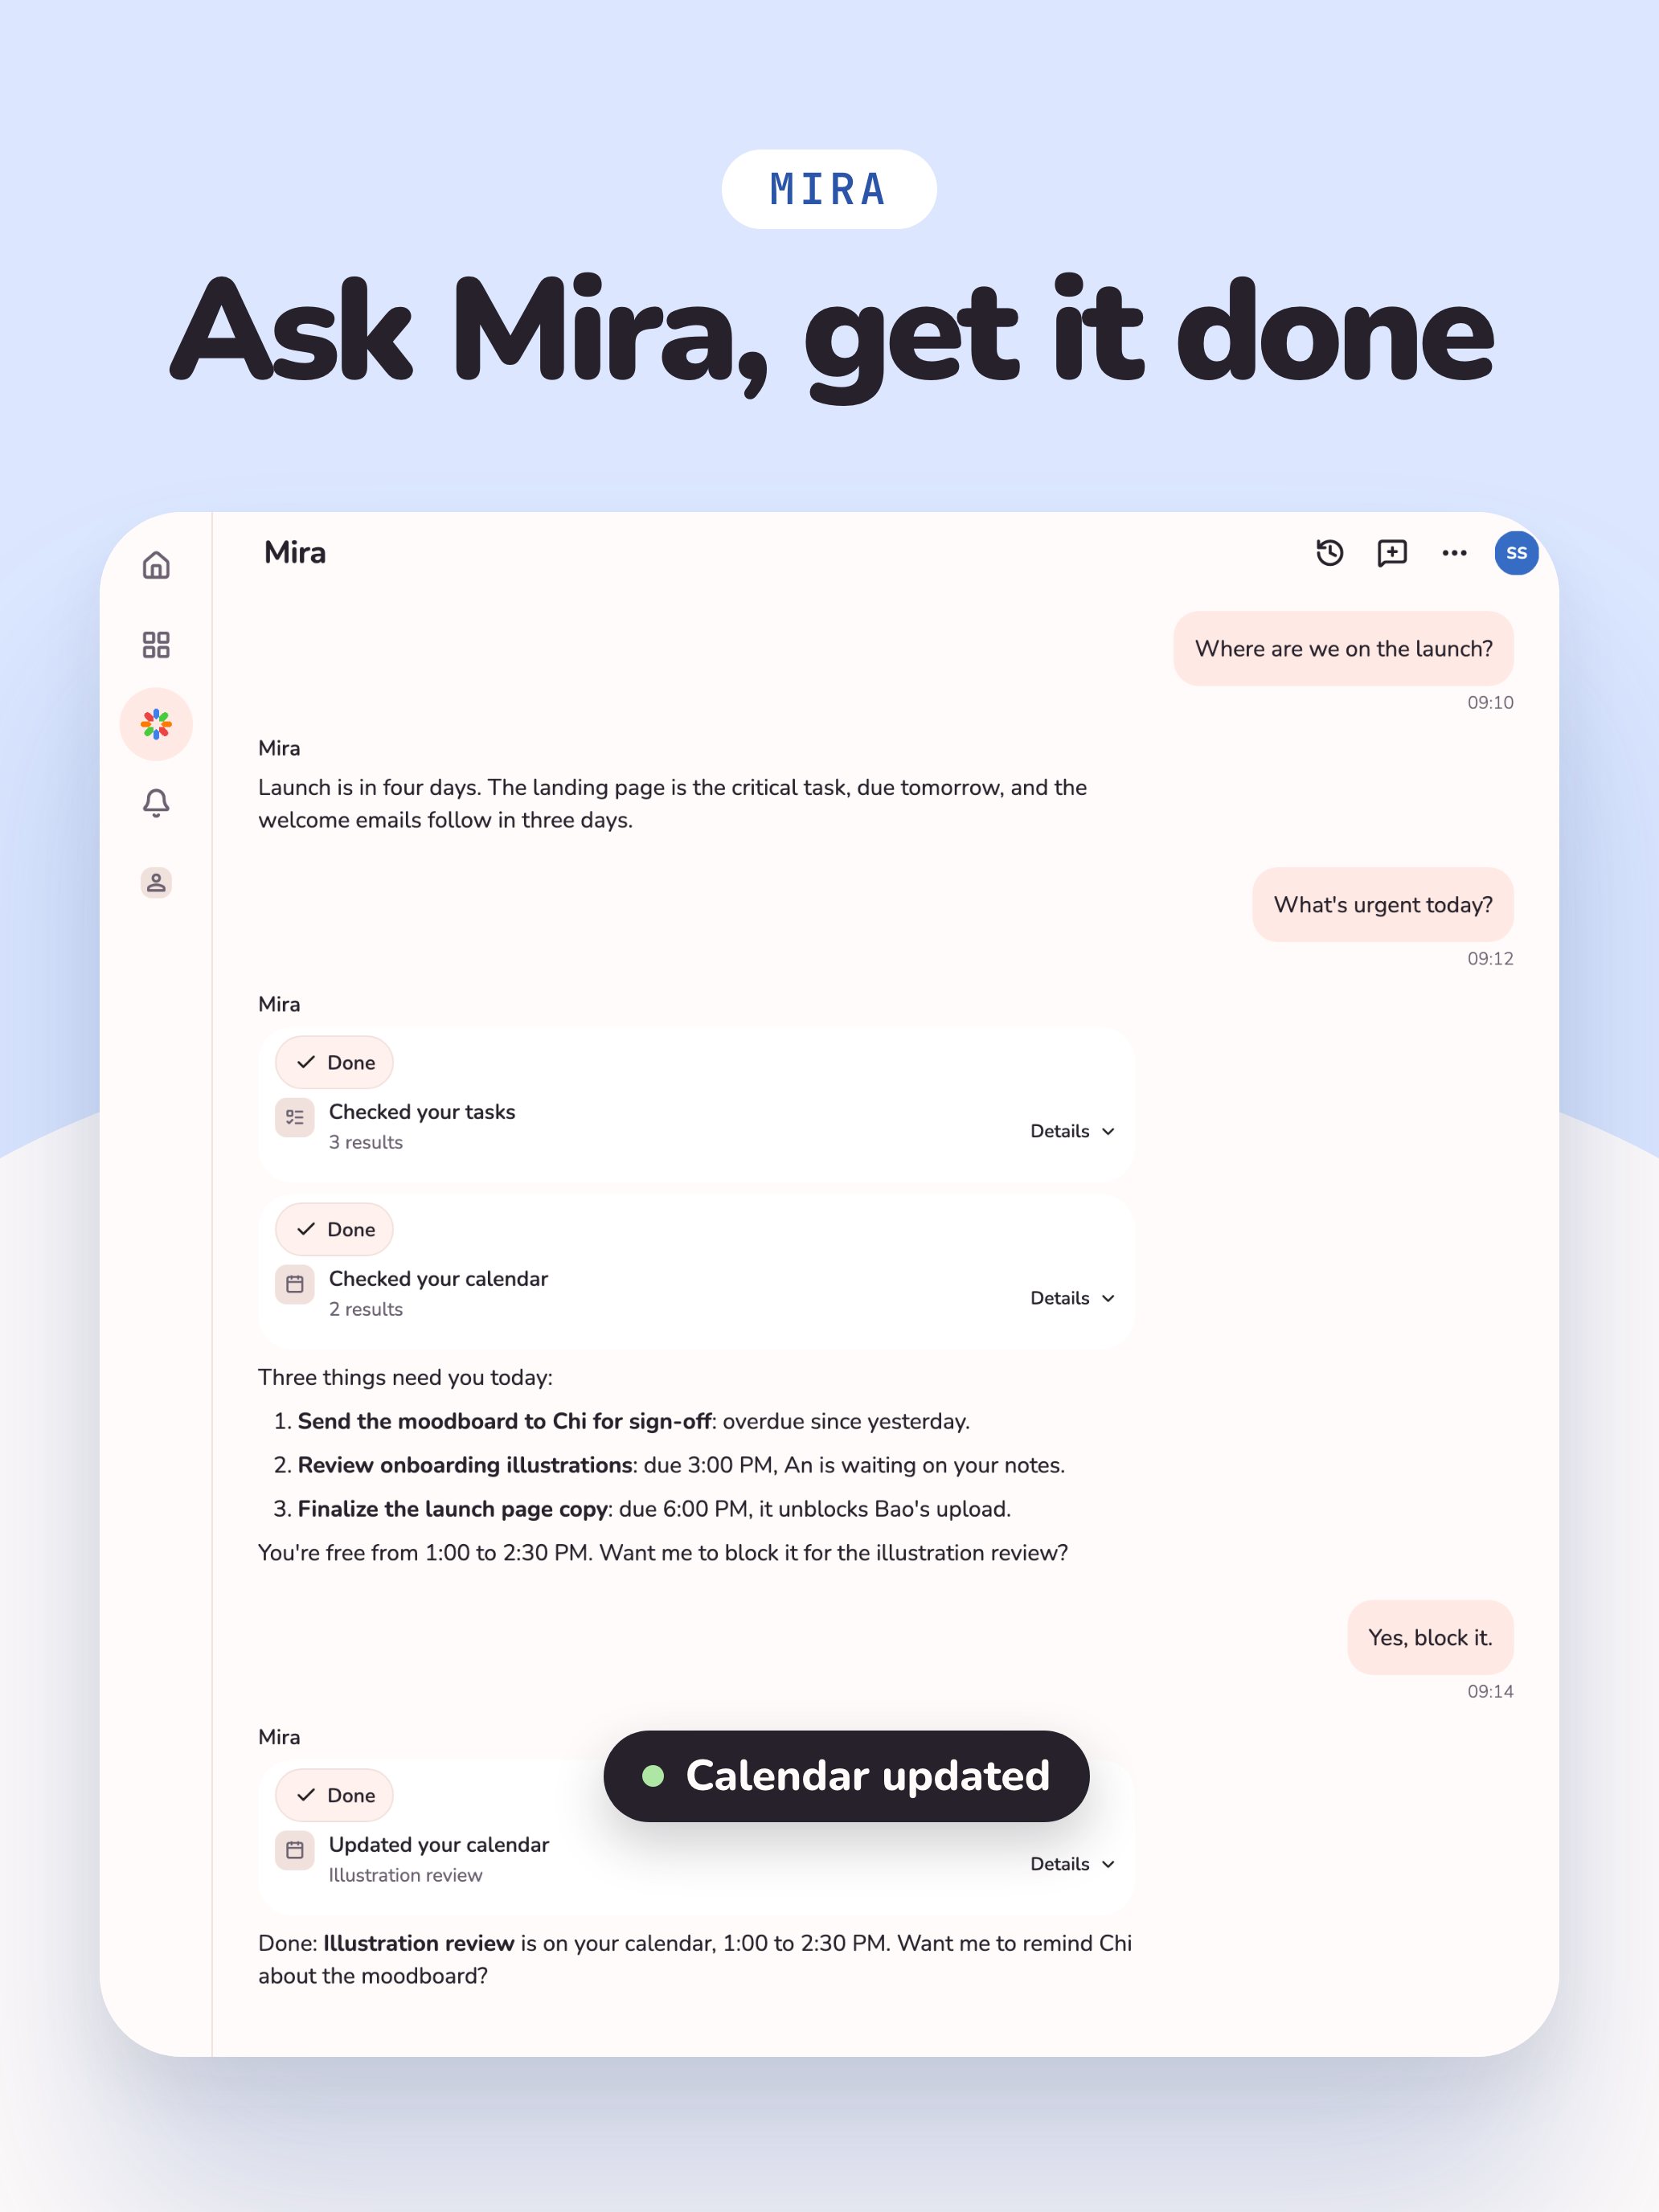 MIRA
Ask Mira, get it done
Mira
SS
Where are we on the launch?
09:10
Mira
Launch is in four days. The landing page is the critical task, due tomorrow, and the
welcome emails follow in three days.
What's urgent today?
09:12
Mira
Done
Checked your tasks
3 results
Details
Done
Checked your calendar
2 results
Details
Three things need you today:
1. Send the moodboard to Chi for sign-off: overdue since yesterday.
2. Review onboarding illustrations: due 3:00 PM, An is waiting on your notes.
3. Finalize the launch page copy: due 6:00 PM, it unblocks Bao's upload.
You're free from 1:00 to 2:30 PM. Want me to block it for the illustration review?
Yes, block it.
09:14
Mira
Calendar updated
Done
Updated your calendar
Illustration review
Details
Done: Illustration review is on your calendar, 1:00 to 2:30 PM. Want me to remind Chi
about the moodboard?